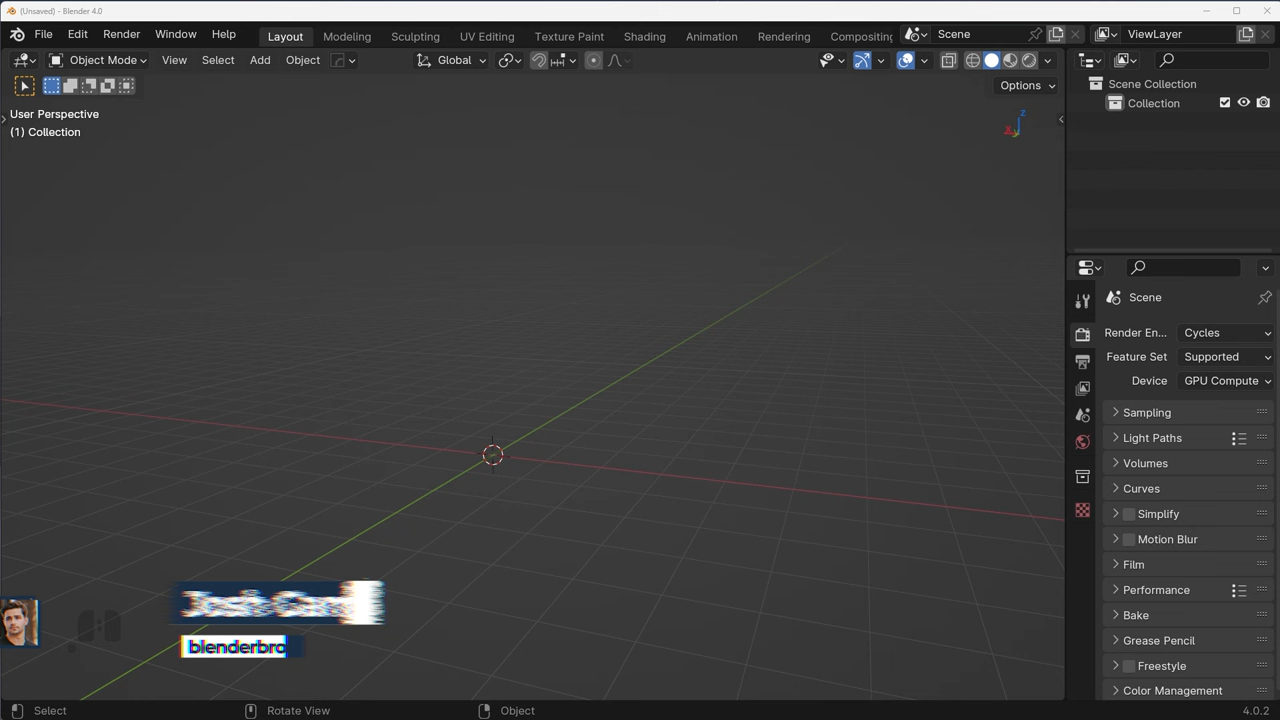 (Unsaved) - Blender 4.0
File Edit Render Window Help Layout Modeling Sculpting UV Editing Texture Paint Shading Animation Rendering Compositing Scene ViewLayer
Object Mode View Select Add Object Global
Options
User Perspective
(1) Collection
Z
X
Y
Scene Collection
Collection
Scene
Render En... Cycles
Feature Set Supported
Device GPU Compute
Sampling
Light Paths
Volumes
Curves
Simplify
Motion Blur
Film
Performance
Bake
Grease Pencil
Freestyle
Color Management
blenderbro
Select Rotate View Object 4.0.2